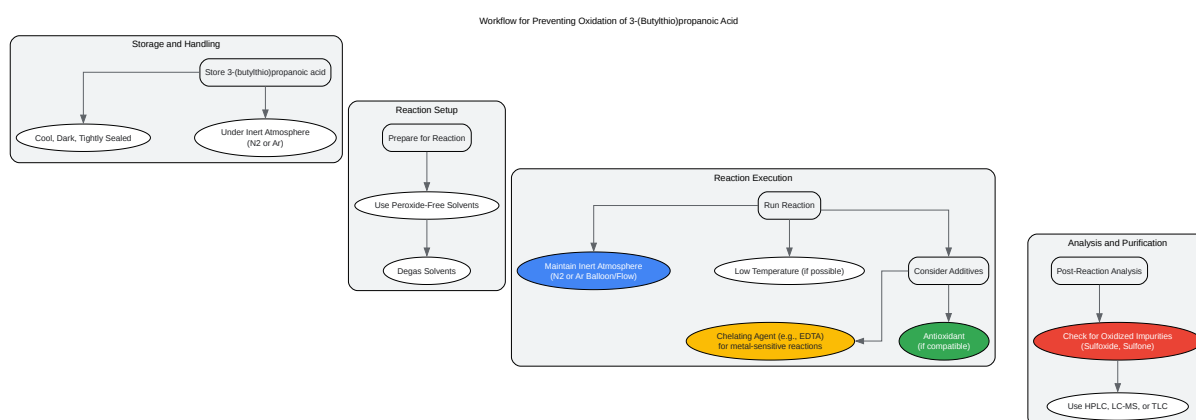 Workflow for Preventing Oxidation of 3-(Butylthio)propanoic Acid
Storage and Handling
Store 3-(butylthio)propanoic acid
Cool, Dark, Tightly Sealed
Under Inert Atmosphere
(N2 or Ar)
Reaction Setup
Prepare for Reaction
Use Peroxide-Free Solvents
Degas Solvents
Reaction Execution
Run Reaction
Maintain Inert Atmosphere
(N2 or Ar Balloon/Flow)
Low Temperature (if possible)
Consider Additives
Chelating Agent (e.g., EDTA)
for metal-sensitive reactions
Antioxidant
(if compatible)
Analysis and Purification
Post-Reaction Analysis
Check for Oxidized Impurities
(Sulfoxide, Sulfone)
Use HPLC, LC-MS, or TLC